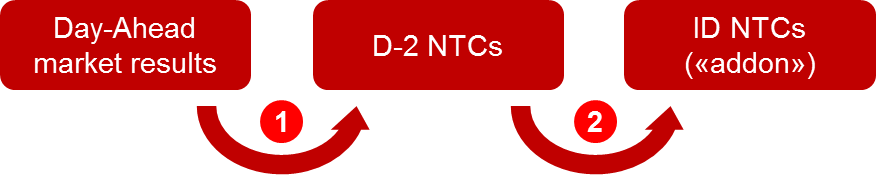 Day-Ahead
market results
D-2 NTCs
ID NTCs
(«addon»)
1
2